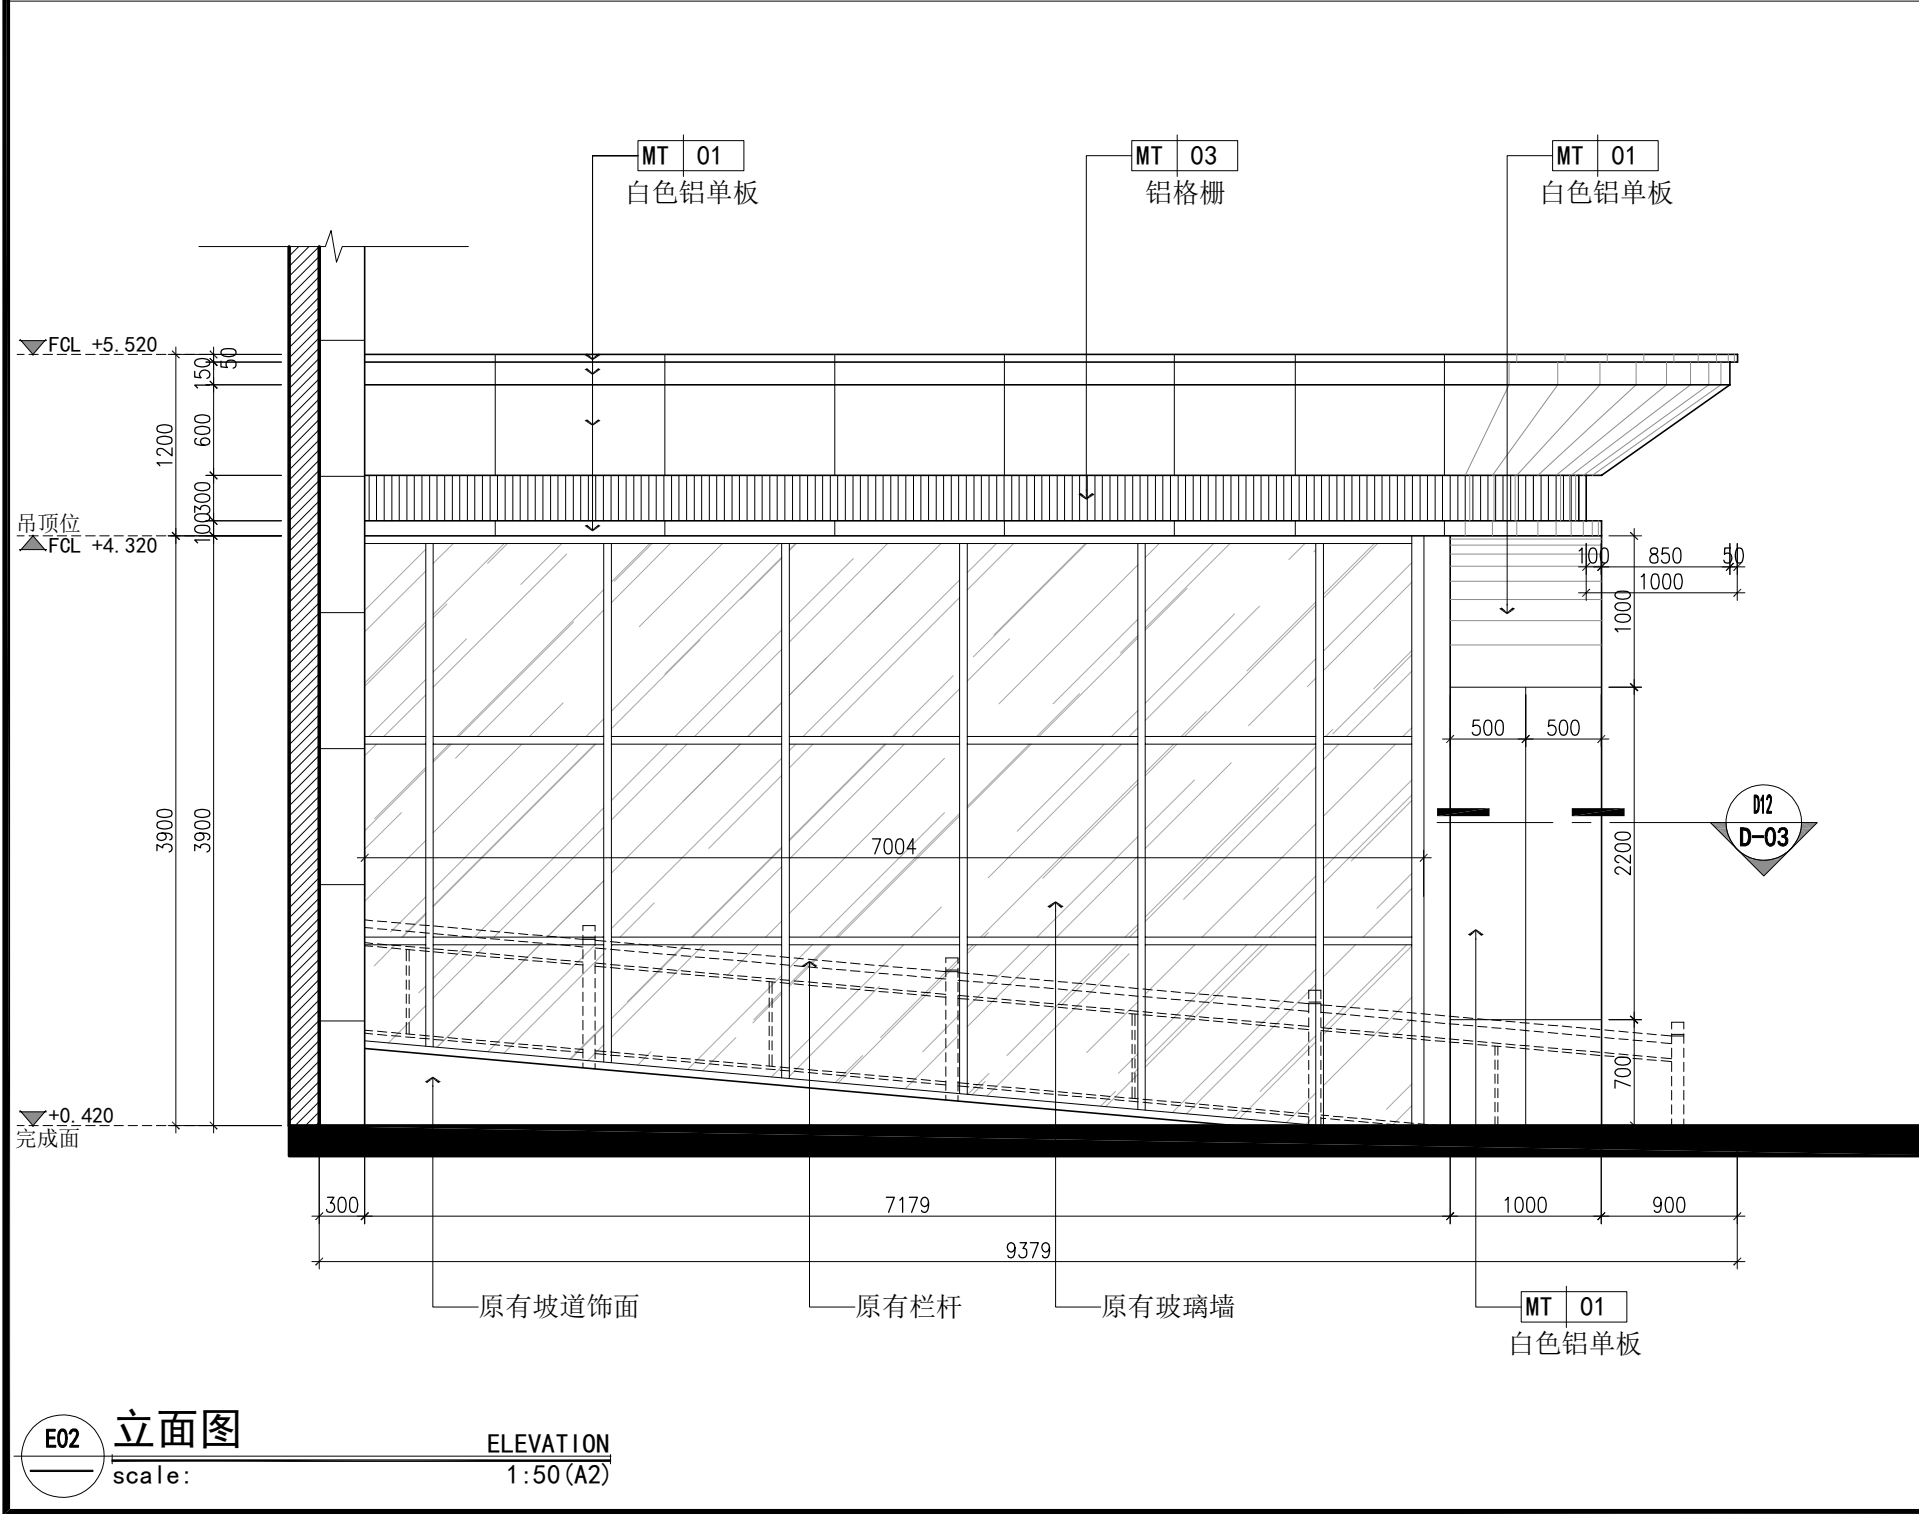 MT 01
白色铝单板
MT 03
铝格栅
MT 01
白色铝单板
FCL +5.520
50
150
600
1200
300
100
吊顶位
FCL +4.320
100
850
50
1000
1000
500
500
D12
D-03
2200
3900
3900
7004
700
+0.420
完成面
300
7179
1000
900
9379
原有坡道饰面
原有栏杆
原有玻璃墙
MT 01
白色铝单板
E02
立面图
ELEVATION
scale:
1:50(A2)